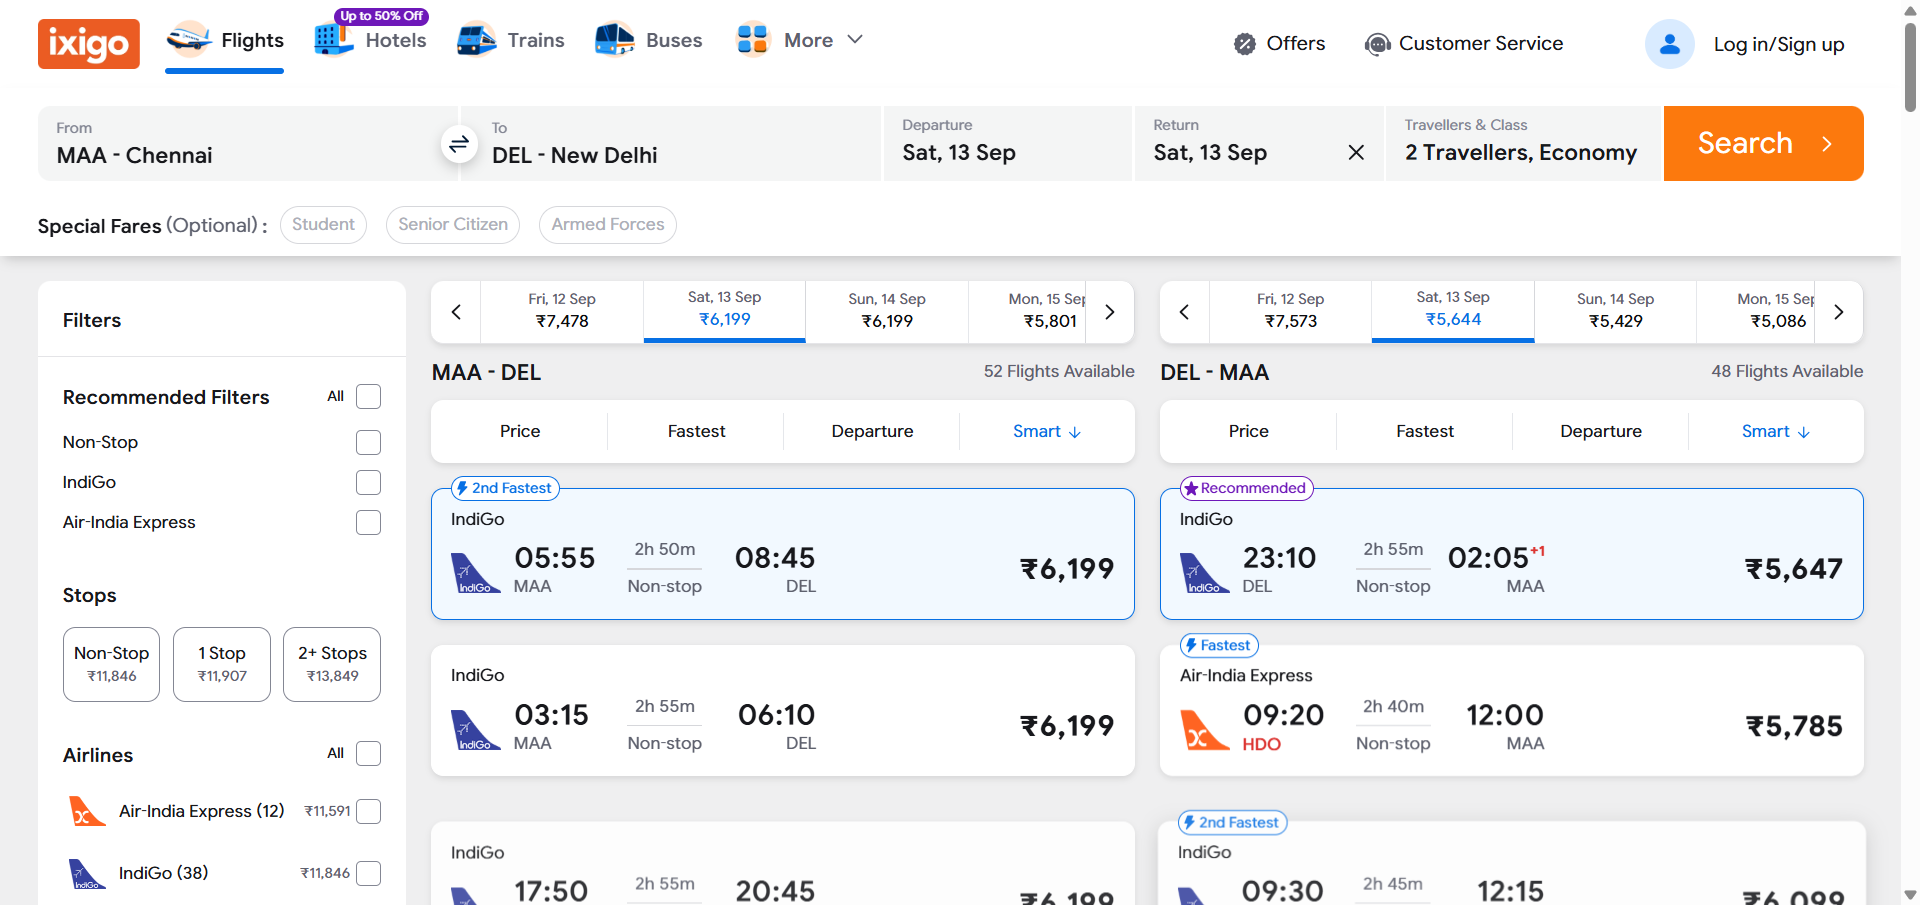 ixigo
Flights
Up to 50% Off
Hotels
Trains
Buses
More
Offers
Customer Service
Log in/Sign up
From
MAA - Chennai
To
DEL - New Delhi
Departure
Sat, 13 Sep
Return
Sat, 13 Sep
Travellers & Class
2 Travellers, Economy
Search
Special Fares (Optional) :
Student
Senior Citizen
Armed Forces
Filters
Recommended Filters
All
Non-Stop
IndiGo
Air-India Express
Stops
Non-Stop
₹11,846
1 Stop
₹11,907
2+ Stops
₹13,849
Airlines
All
Air-India Express (12)
₹11,591
IndiGo
IndiGo (38)
₹11,846
Fri, 12 Sep
₹7,478
Sat, 13 Sep
₹6,199
Sun, 14 Sep
₹6,199
Mon, 15 Sep
₹5,801
MAA - DEL
52 Flights Available
Price
Fastest
Departure
Smart
2nd Fastest
IndiGo
IndiGo
05:55
MAA
2h 50m
Non-stop
08:45
DEL
₹6,199
IndiGo
IndiGo
03:15
MAA
2h 55m
Non-stop
06:10
DEL
₹6,199
IndiGo
17:50
2h 55m
20:45
₹6,199
Fri, 12 Sep
₹7,573
Sat, 13 Sep
₹5,644
Sun, 14 Sep
₹5,429
Mon, 15 Sep
₹5,086
DEL - MAA
48 Flights Available
Price
Fastest
Departure
Smart
Recommended
IndiGo
IndiGo
23:10
DEL
2h 55m
Non-stop
02:05+1
MAA
₹5,647
Fastest
Air-India Express
09:20
HDO
2h 40m
Non-stop
12:00
MAA
₹5,785
2nd Fastest
IndiGo
09:30
2h 45m
12:15
₹6,099